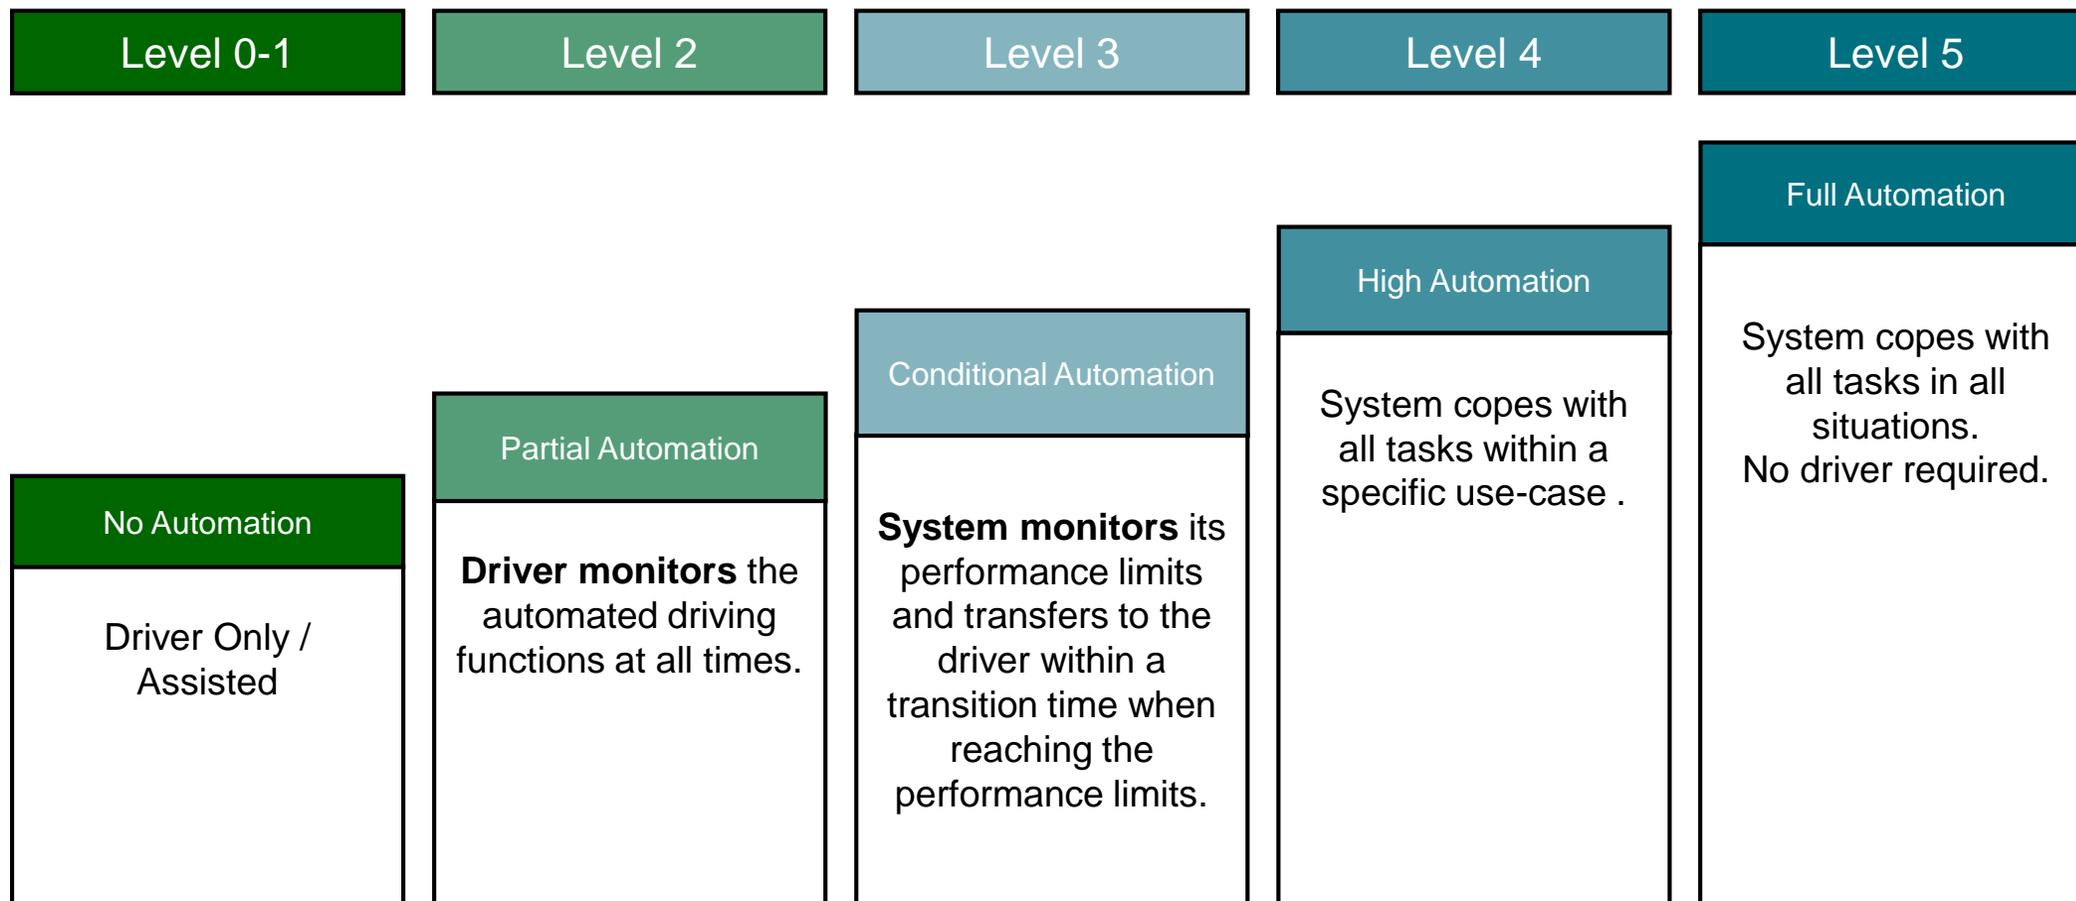 Level 0-1
Level 2
Level 3
Level 4
Level 5
No Automation
Driver Only /
Assisted
Partial Automation
Driver monitors the
automated driving
functions at all times.
Conditional Automation
System monitors its
performance limits
and transfers to the
driver within a
transition time when
reaching the
performance limits.
High Automation
System copes with
all tasks within a
specific use-case .
Full Automation
System copes with
all tasks in all
situations.
No driver required.